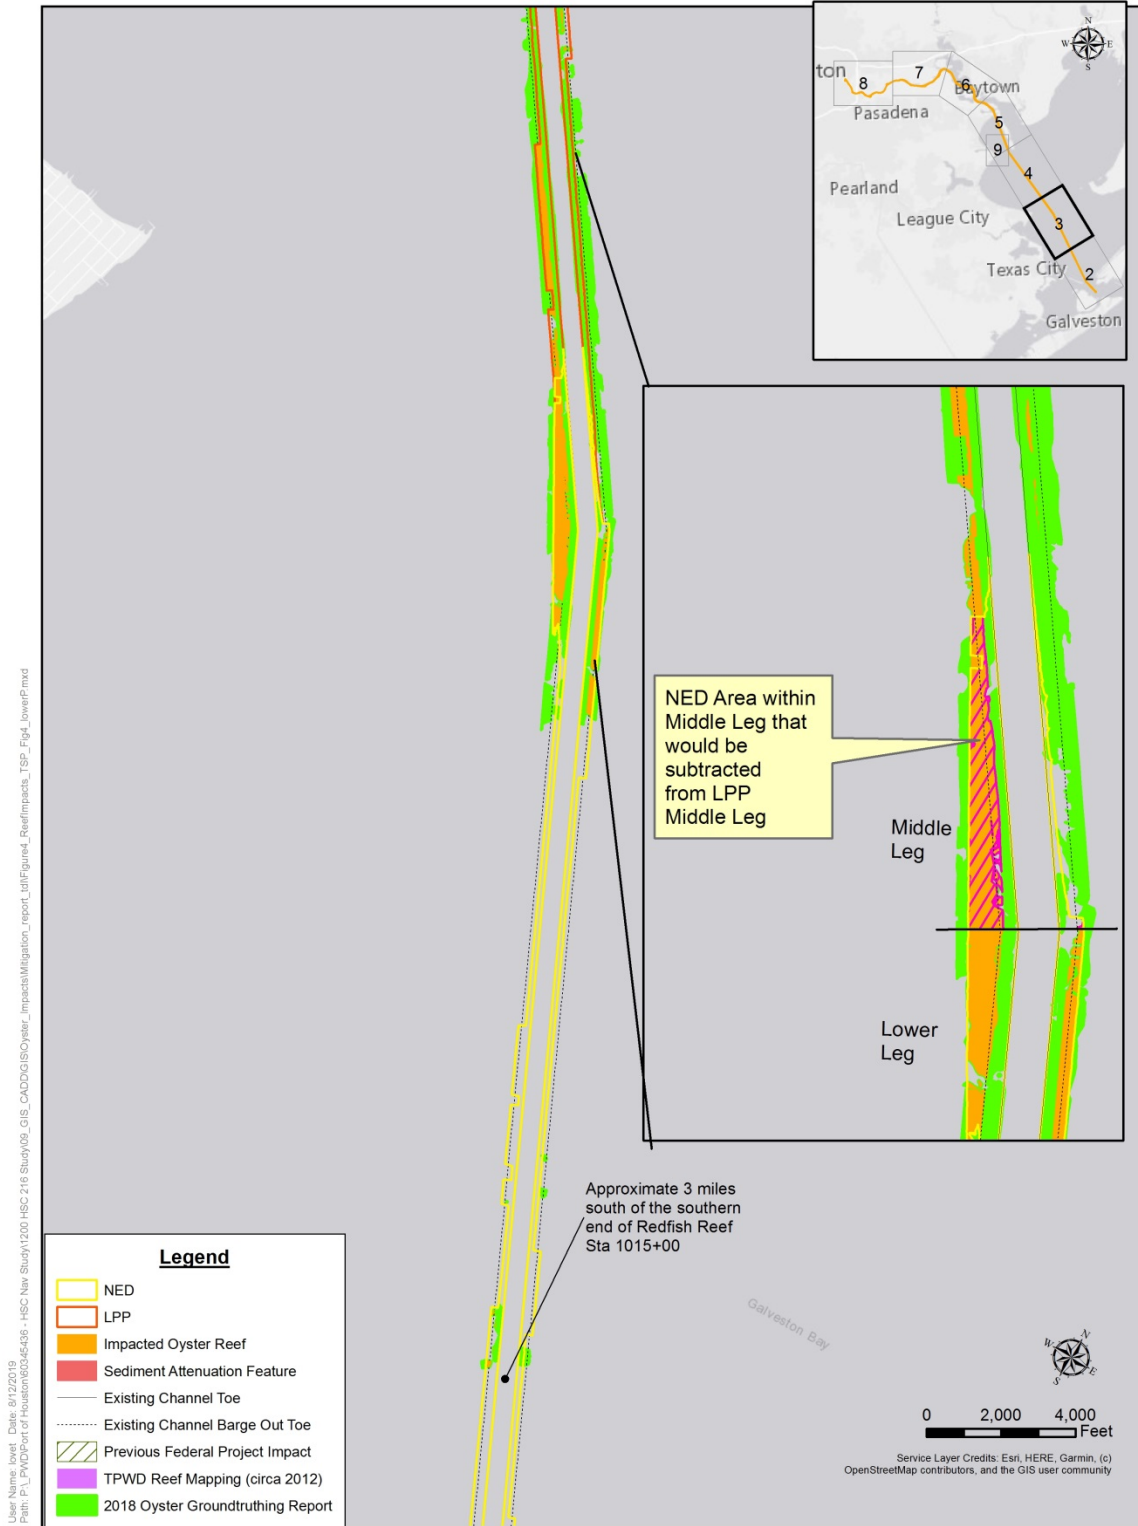 N
W
E
S
ton
8
7
6
Baytown
Pasadena
5
9
4
Pearland
League City
3
Texas City
2
Galveston
NED Area within
Middle Leg that
would be
subtracted
from LPP
Middle Leg
Middle
Leg
Lower
Leg
Approximate 3 miles
south of the southern
end of Redfish Reef
Sta 1015+00
Galveston Bay
Legend
NED
LPP
Impacted Oyster Reef
Sediment Attenuation Feature
Existing Channel Toe
Existing Channel Barge Out Toe
Previous Federal Project Impact
TPWD Reef Mapping (circa 2012)
2018 Oyster Groundtruthing Report
N
W
E
S
0 2,000 4,000
Feet
Service Layer Credits: Esri, HERE, Garmin, (c)
OpenStreetMap contributors, and the GIS user community
User Name: lovet Date: 8/12/2019
Path: P:\_PWD\Port of Houston\60345436 - HSC Nav Study\1200 HSC 216 Study\09_GIS_CADD\GIS\Oyster_Impacts\Mitigation_report_tdl\Figure4_ReefImpacts_TSP_Fig4_lowerP.mxd